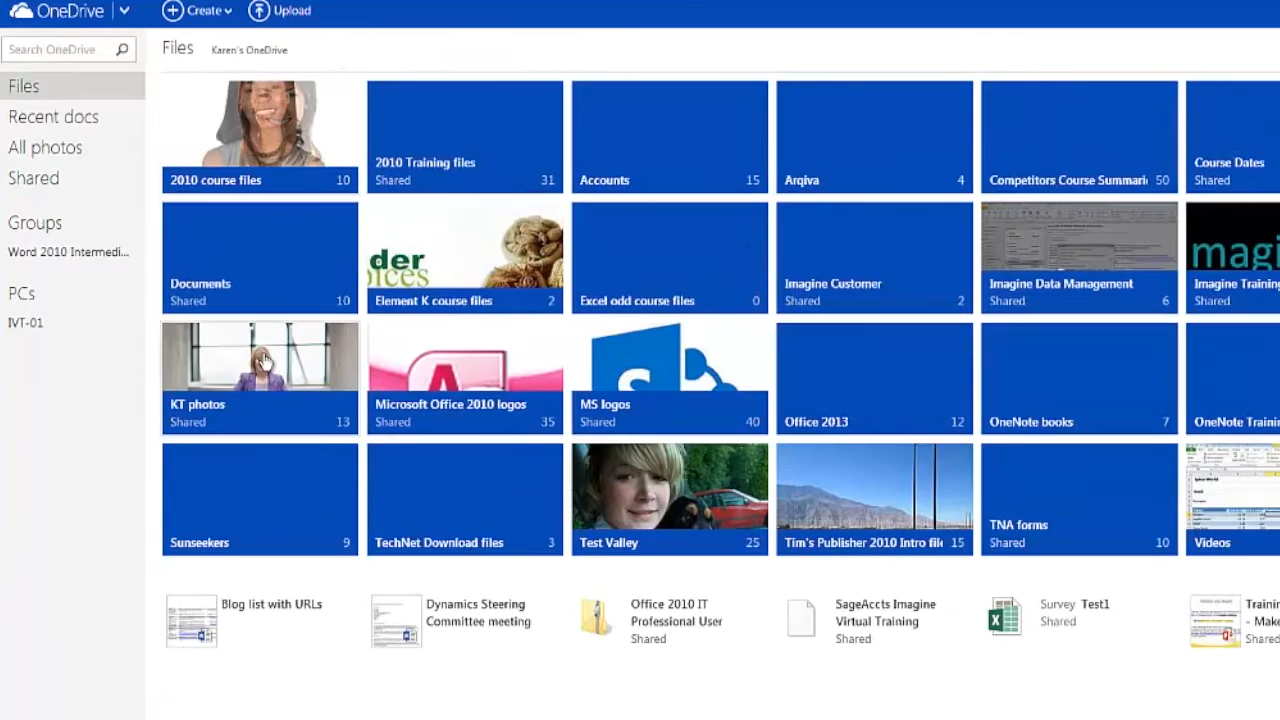 OneDrive Create Upload
Search OneDrive
Files Karen's OneDrive
Files
Recent docs
All photos
Shared
Groups
Word 2010 Intermedi...
PCs
IVT-01
2010 course files 10
2010 Training files
Shared 31
Accounts 15
Arqiva 4
Competitors Course Summari 50
Course Dates
Shared
Documents
Shared 10
der
oices
Element K course files 2
Excel odd course files 0
Imagine Customer
Shared 2
Imagine Data Management
Shared 6
magi
Imagine Training
Shared
KT photos
Shared 13
A
Microsoft Office 2010 logos
Shared 35
S
MS logos
Shared 40
Office 2013 12
OneNote books 7
OneNote Trainin
Sunseekers 9
TechNet Download files 3
Test Valley 25
Tim's Publisher 2010 Intro file 15
TNA forms
Shared 10
Videos
Blog list with URLs
Dynamics Steering
Committee meeting
Office 2010 IT
Professional User
Shared
SageAccts Imagine
Virtual Training
Shared
Survey Test1
Shared
Trainin
- Make
Shared